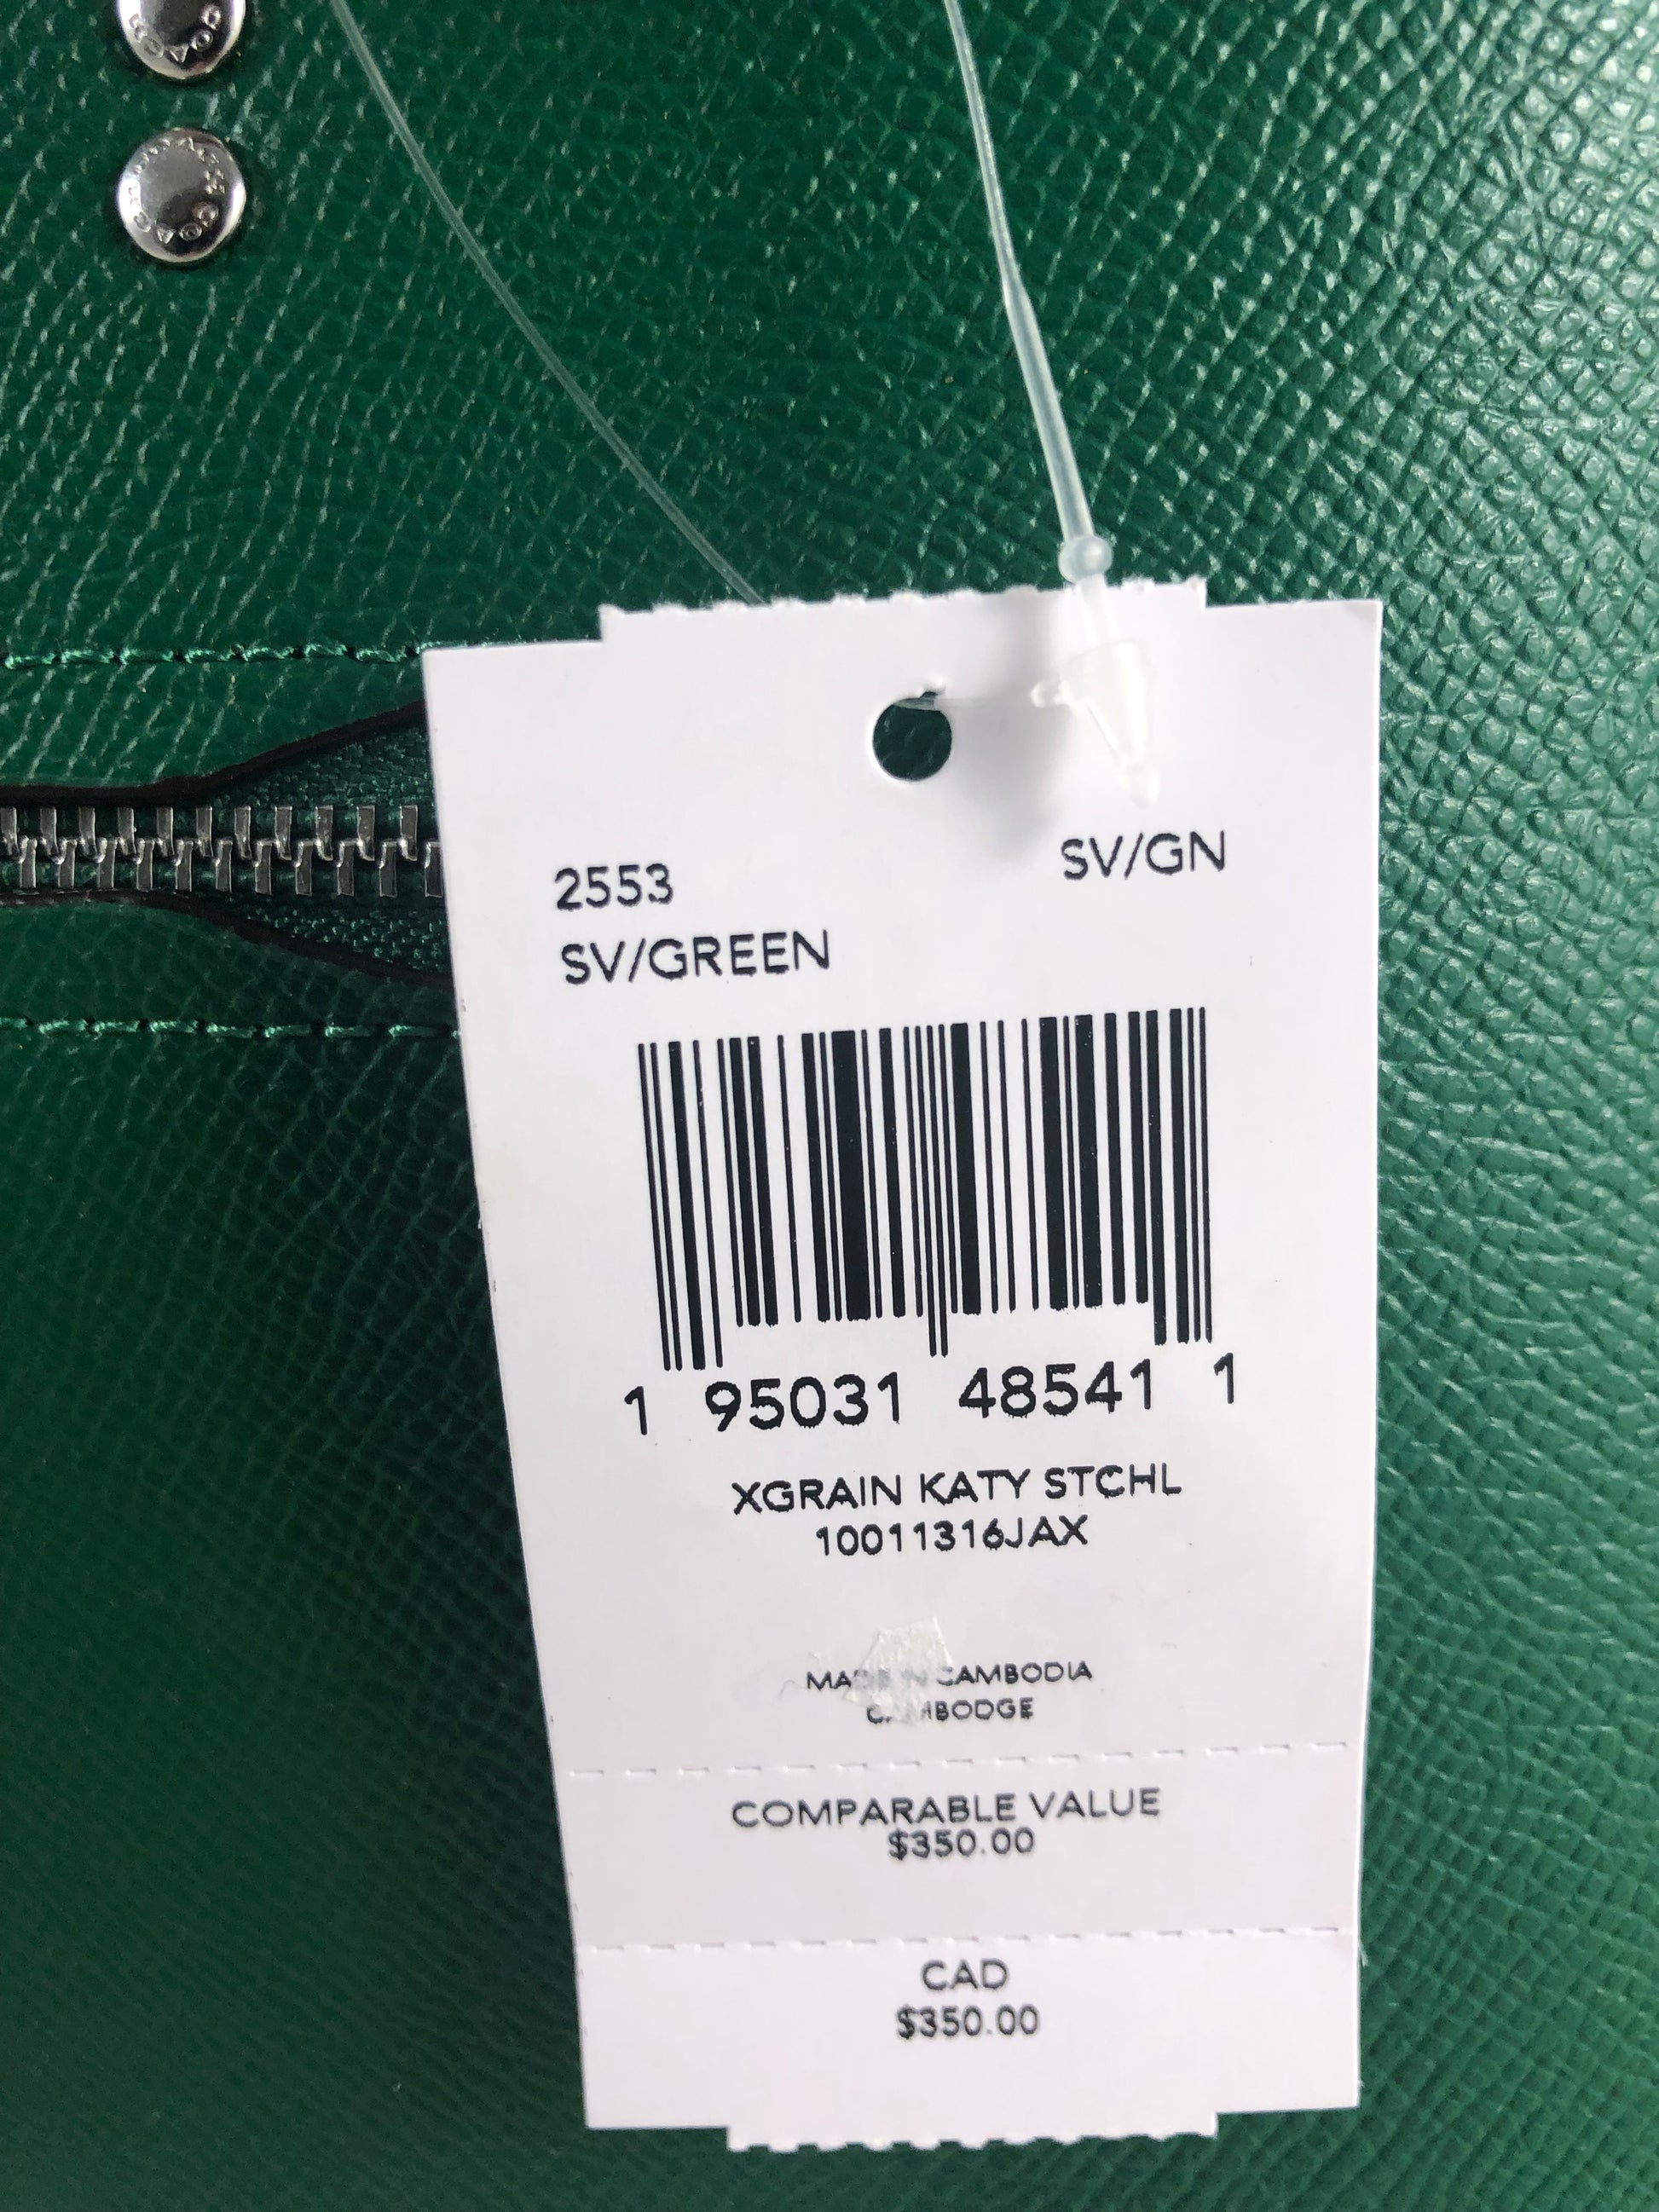 2553
SV/GN
SV/GREEN
1 95031 48541 1
XGRAIN KATY STCHL
10011316JAX
MADE IN CAMBODIA
CAMBODGE
COMPARABLE VALUE
$350.00
CAD
$350.00